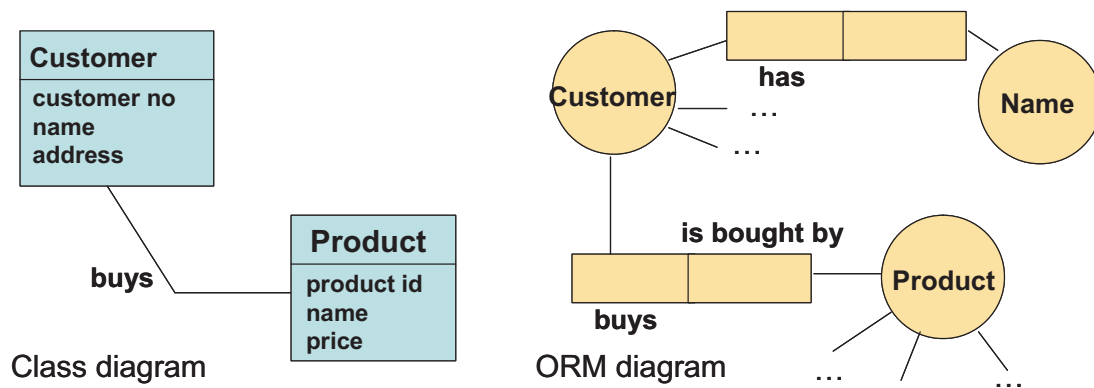 Customer
customer no
name
address
buys
Product
product id
name
price
Class diagram
has
Customer
Name
...
...
is bought by
Product
buys
...
...
...
ORM diagram